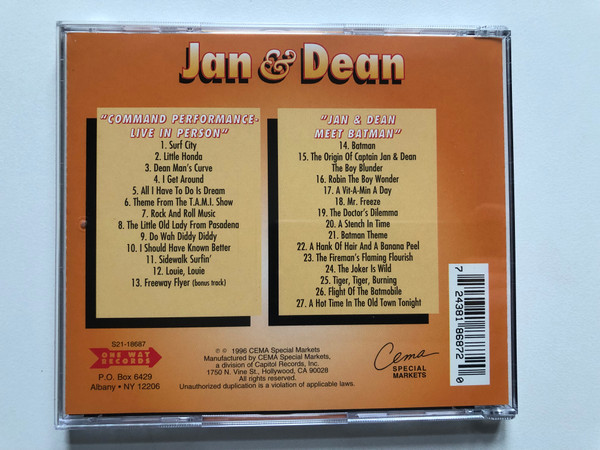 Jan & Dean
"COMMAND PERFORMANCE-
LIVE IN PERSON"
1. Surf City
2. Little Honda
3. Dean Man's Curve
4. I Get Around
5. All I Have To Do Is Dream
6. Theme From The T.A.M.I. Show
7. Rock And Roll Music
8. The Little Old Lady From Pasadena
9. Do Wah Diddy Diddy
10. I Should Have Known Better
11. Sidewalk Surfin'
12. Louie, Louie
13. Freeway Flyer (bonus track)
"JAN & DEAN
MEET BATMAN"
14. Batman
15. The Origin Of Captain Jan & Dean
The Boy Blunder
16. Robin The Boy Wonder
17. A Vit-A-Min A Day
18. Mr. Freeze
19. The Doctor's Dilemma
20. A Stench In Time
21. Batman Theme
22. A Hank Of Hair And A Banana Peel
23. The Fireman's Flaming Flourish
24. The Joker Is Wild
25. Tiger, Tiger, Burning
26. Flight Of The Batmobile
27. A Hot Time In The Old Town Tonight
S21-18687
ONE WAY
RECORDS
P.O. Box 6429
Albany • NY 12206
℗ © 1996 CEMA Special Markets
Manufactured by CEMA Special Markets,
a division of Capitol Records, Inc.
1750 N. Vine St., Hollywood, CA 90028
All rights reserved.
Unauthorized duplication is a violation of applicable laws.
Cema
SPECIAL
MARKETS
7 24381 86872 0